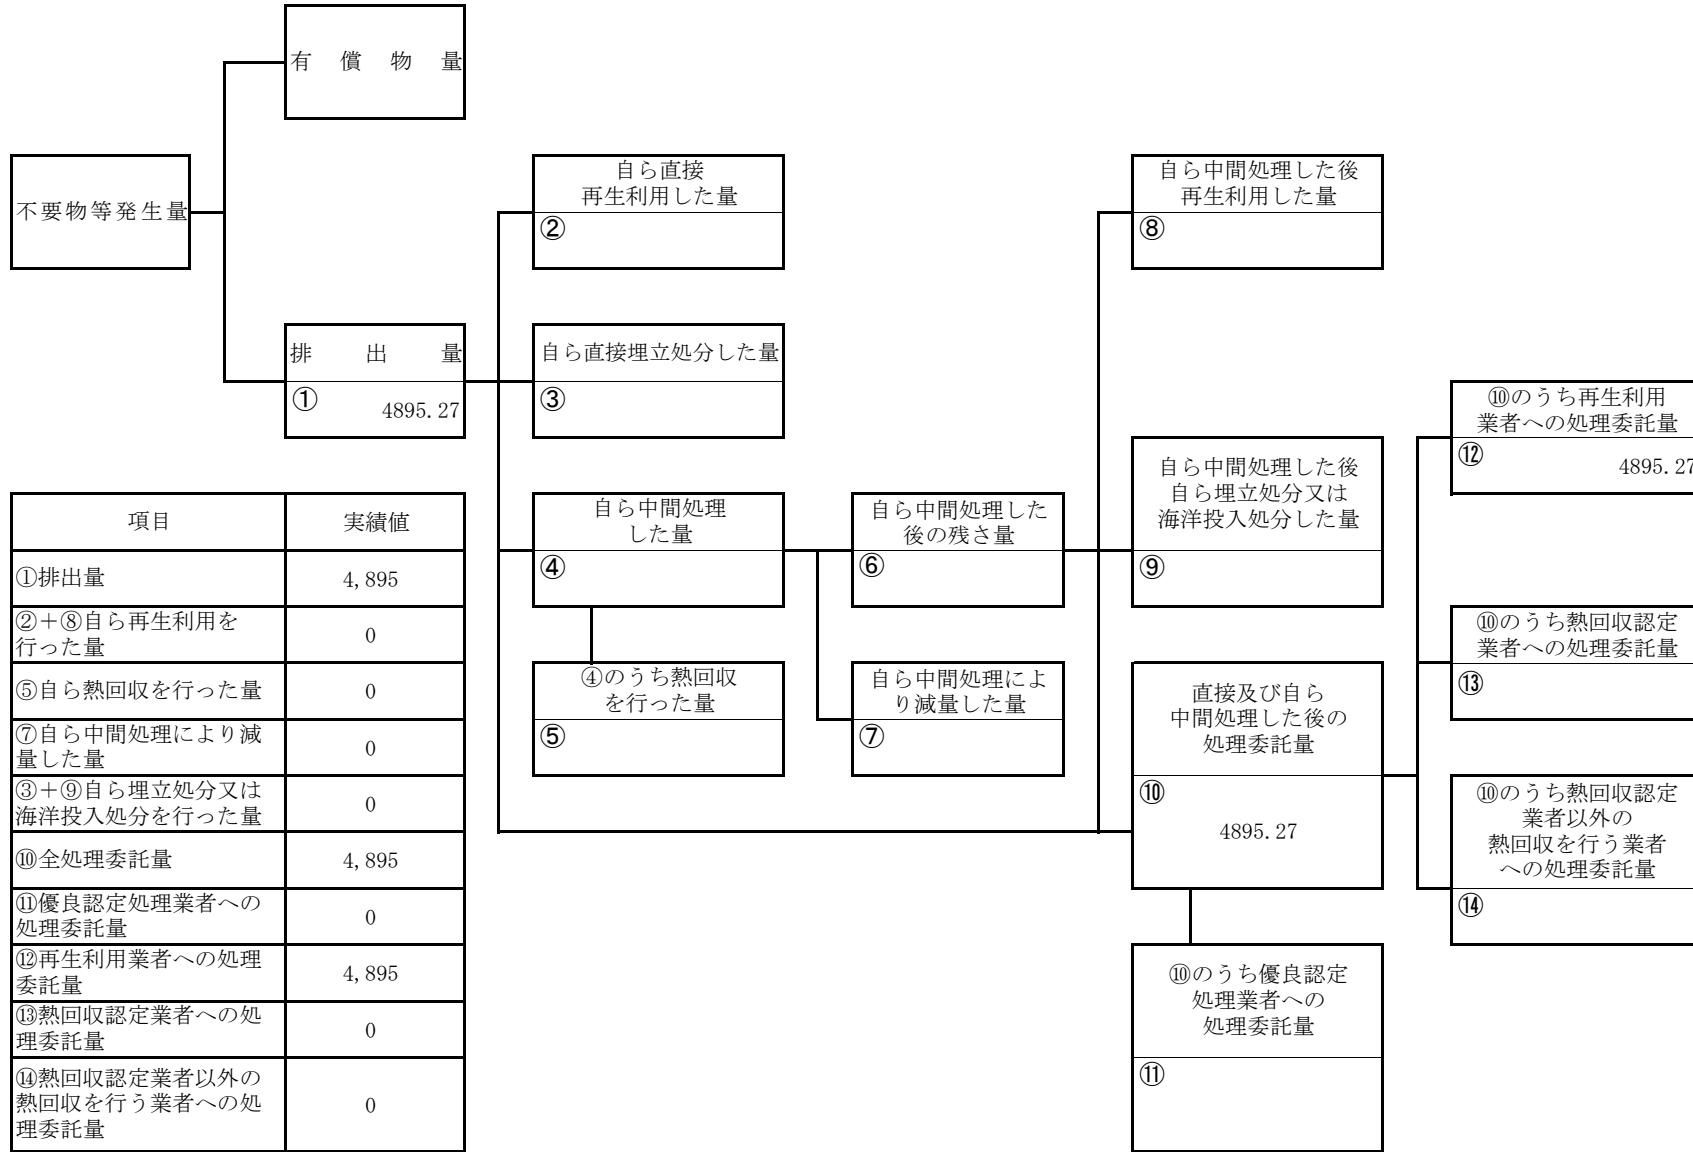 有償物量
不要物等発生量
排出量
① 4895.27
自ら直接
再生利用した量
②
自ら直接埋立処分した量
③
自ら中間処理
した量
④
④のうち熱回収
を行った量
⑤
自ら中間処理した
後の残さ量
⑥
自ら中間処理によ
り減量した量
⑦
自ら中間処理した後
再生利用した量
⑧
自ら中間処理した後
自ら埋立処分又は
海洋投入処分した量
⑨
直接及び自ら
中間処理した後の
処理委託量
⑩
4895.27
⑩のうち優良認定
処理業者への
処理委託量
⑪
⑩のうち再生利用
業者への処理委託量
⑫ 4895.27
⑩のうち熱回収認定
業者への処理委託量
⑬
⑩のうち熱回収認定
業者以外の
熱回収を行う業者
への処理委託量
⑭
項目 実績値
①排出量 4,895
②＋⑧自ら再生利用を
行った量 0
⑤自ら熱回収を行った量 0
⑦自ら中間処理により減
量した量 0
③＋⑨自ら埋立処分又は
海洋投入処分を行った量 0
⑩全処理委託量 4,895
⑪優良認定処理業者への
処理委託量 0
⑫再生利用業者への処理
委託量 4,895
⑬熱回収認定業者への処
理委託量 0
⑭熱回収認定業者以外の
熱回収を行う業者への処
理委託量 0